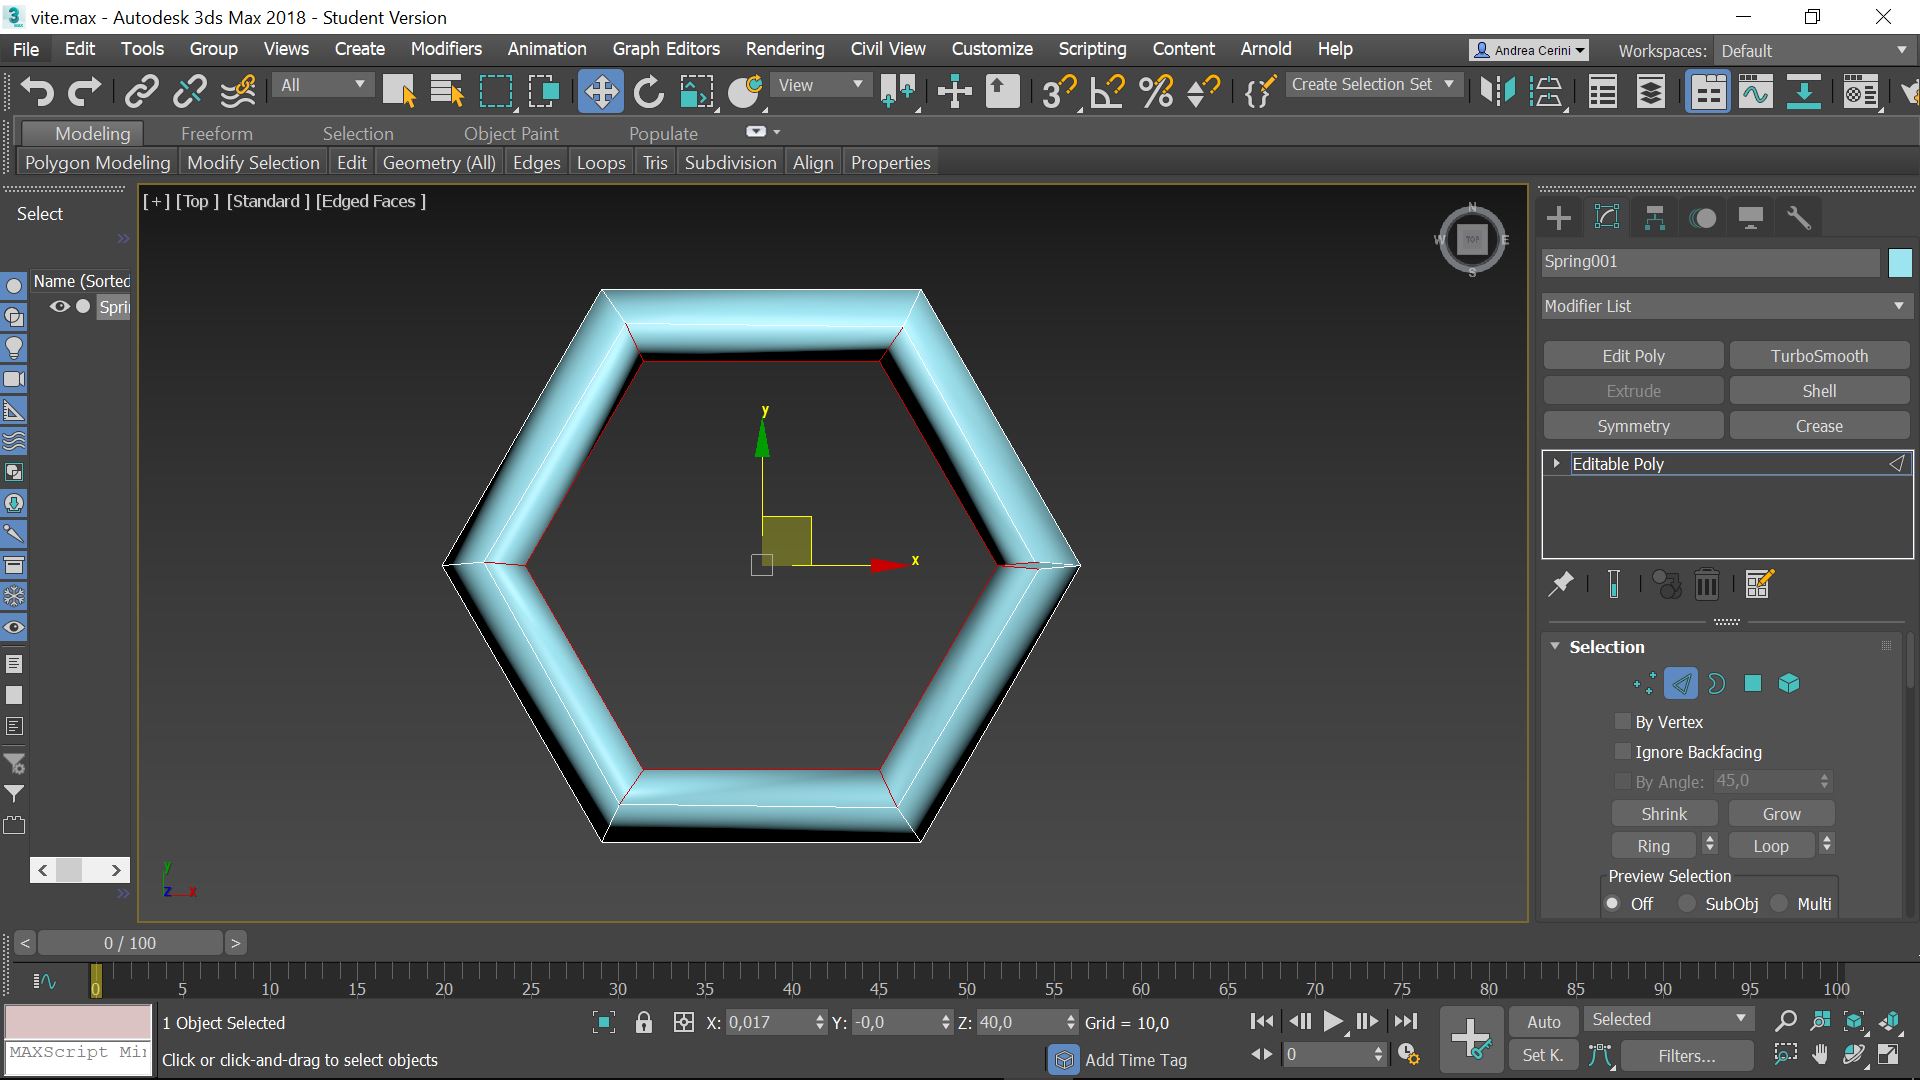 vite.max - Autodesk 3ds Max 2018 - Student Version
File Edit Tools Group Views Create Modifiers Animation Graph Editors Rendering Civil View Customize Scripting Content Arnold Help Andrea Cerini Workspaces: Default
All View 3 Create Selection Set
Modeling Freeform Selection Object Paint Populate
Polygon Modeling Modify Selection Edit Geometry (All) Edges Loops Tris Subdivision Align Properties
Select
Name (Sorted
Sprin
[+] [Top ] [Standard ] [Edged Faces ]
N
W TOP E
S
y
x
y
z x
Spring001
Modifier List
Edit Poly TurboSmooth
Extrude Shell
Symmetry Crease
Editable Poly
Selection
By Vertex
Ignore Backfacing
By Angle: 45,0
Shrink Grow
Ring Loop
Preview Selection
Off SubObj Multi
< 0 / 100 >
0 5 10 15 20 25 30 35 40 45 50 55 60 65 70 75 80 85 90 95 100
1 Object Selected X: 0,017 Y: -0,0 Z: 40,0 Grid = 10,0 Auto Selected
MAXScript Mi Click or click-and-drag to select objects Add Time Tag 0 Set K. Filters...